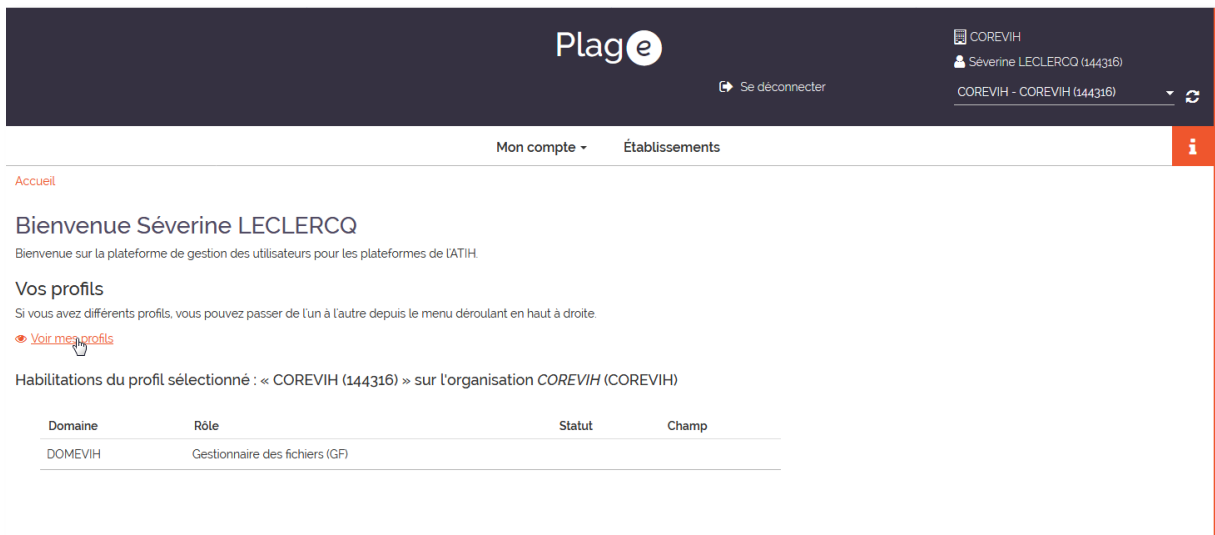 Plage
COREVIH
Séverine LECLERCQ (144316)
Se déconnecter
COREVIH - COREVIH (144316)
Mon compte
Établissements
i
Accueil
Bienvenue Séverine LECLERCQ
Bienvenue sur la plateforme de gestion des utilisateurs pour les plateformes de l'ATIH.
Vos profils
Si vous avez différents profils, vous pouvez passer de l'un à l'autre depuis le menu déroulant en haut à droite.
Voir mes profils
Habilitations du profil sélectionné : « COREVIH (144316) » sur l'organisation COREVIH (COREVIH)
Domaine Rôle Statut Champ
DOMEVIH Gestionnaire des fichiers (GF)